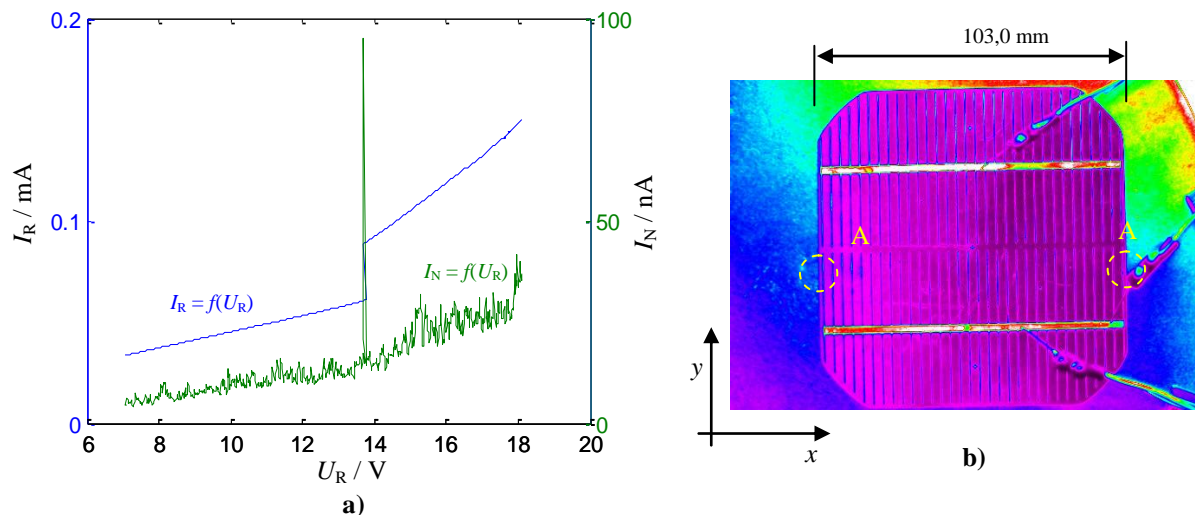 0.2
0.1
0
I_R / mA
100
50
0
I_N / nA
I_R = f(U_R)
I_N = f(U_R)
6 8 10 12 14 16 18 20
U_R / V
a)
103,0 mm
A
A
y
x
b)